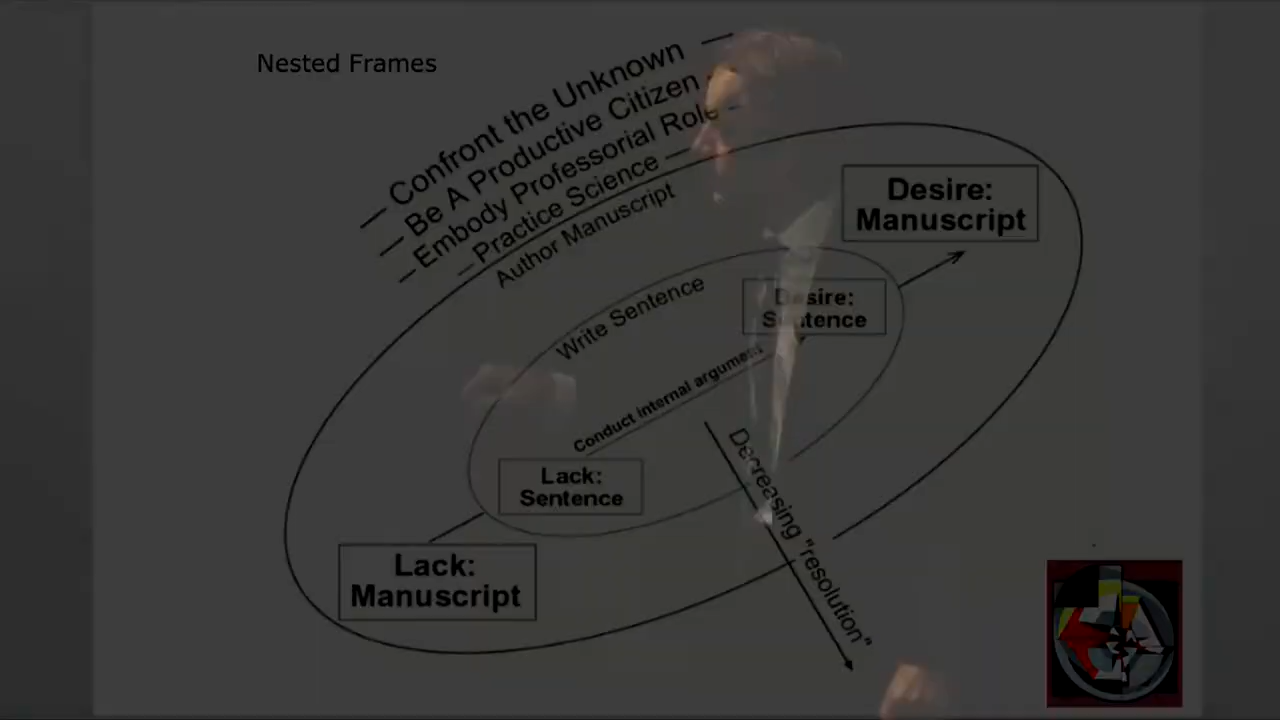 Nested Frames
Confront the Unknown
Be A Productive Citizen
Embody Professorial Role
Practice Science
Author Manuscript
Desire:
Manuscript
Write Sentence
Desire:
Sentence
Conduct internal argument
Lack:
Sentence
Decreasing "resolution"
Lack:
Manuscript